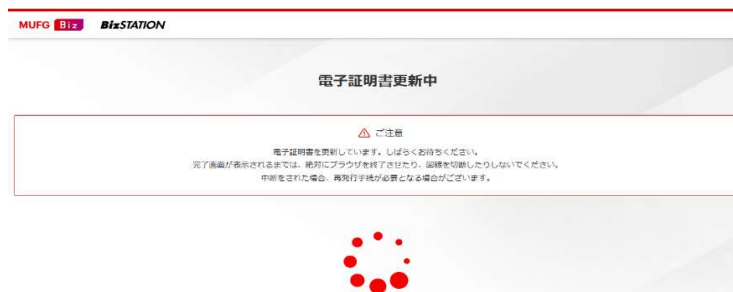 MUFG Biz BizSTATION
電子証明書更新中
ご注意
電子証明書を更新しています。しばらくお待ちください。
完了画面が表示されるまでは、絶対にブラウザを終了させたり、回線を切断したりしないでください。
中断をされた場合、再発行手続が必要となる場合がございます。